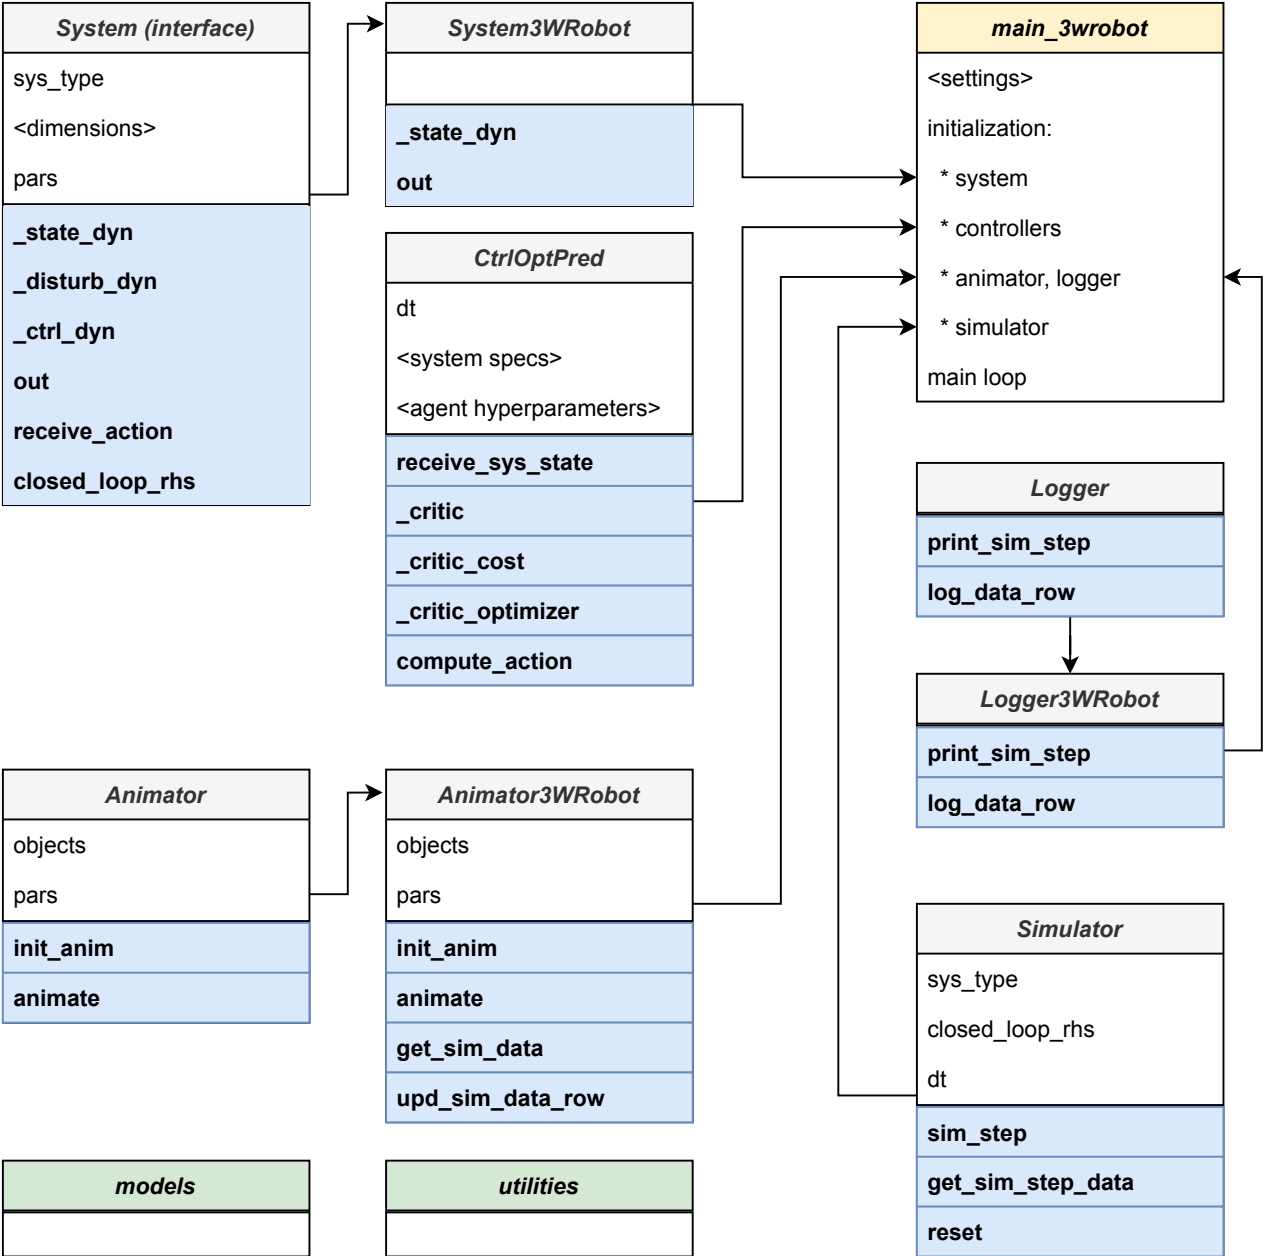 System (interface)
sys_type
<dimensions>
pars
_state_dyn
_disturb_dyn
_ctrl_dyn
out
receive_action
closed_loop_rhs
System3WRobot
_state_dyn
out
CtrlOptPred
dt
<system specs>
<agent hyperparameters>
receive_sys_state
_critic
_critic_cost
_critic_optimizer
compute_action
main_3wrobot
<settings>
initialization:
* system
* controllers
* animator, logger
* simulator
main loop
Logger
print_sim_step
log_data_row
Logger3WRobot
print_sim_step
log_data_row
Animator
objects
pars
init_anim
animate
Animator3WRobot
objects
pars
init_anim
animate
get_sim_data
upd_sim_data_row
Simulator
sys_type
closed_loop_rhs
dt
sim_step
get_sim_step_data
reset
models
utilities